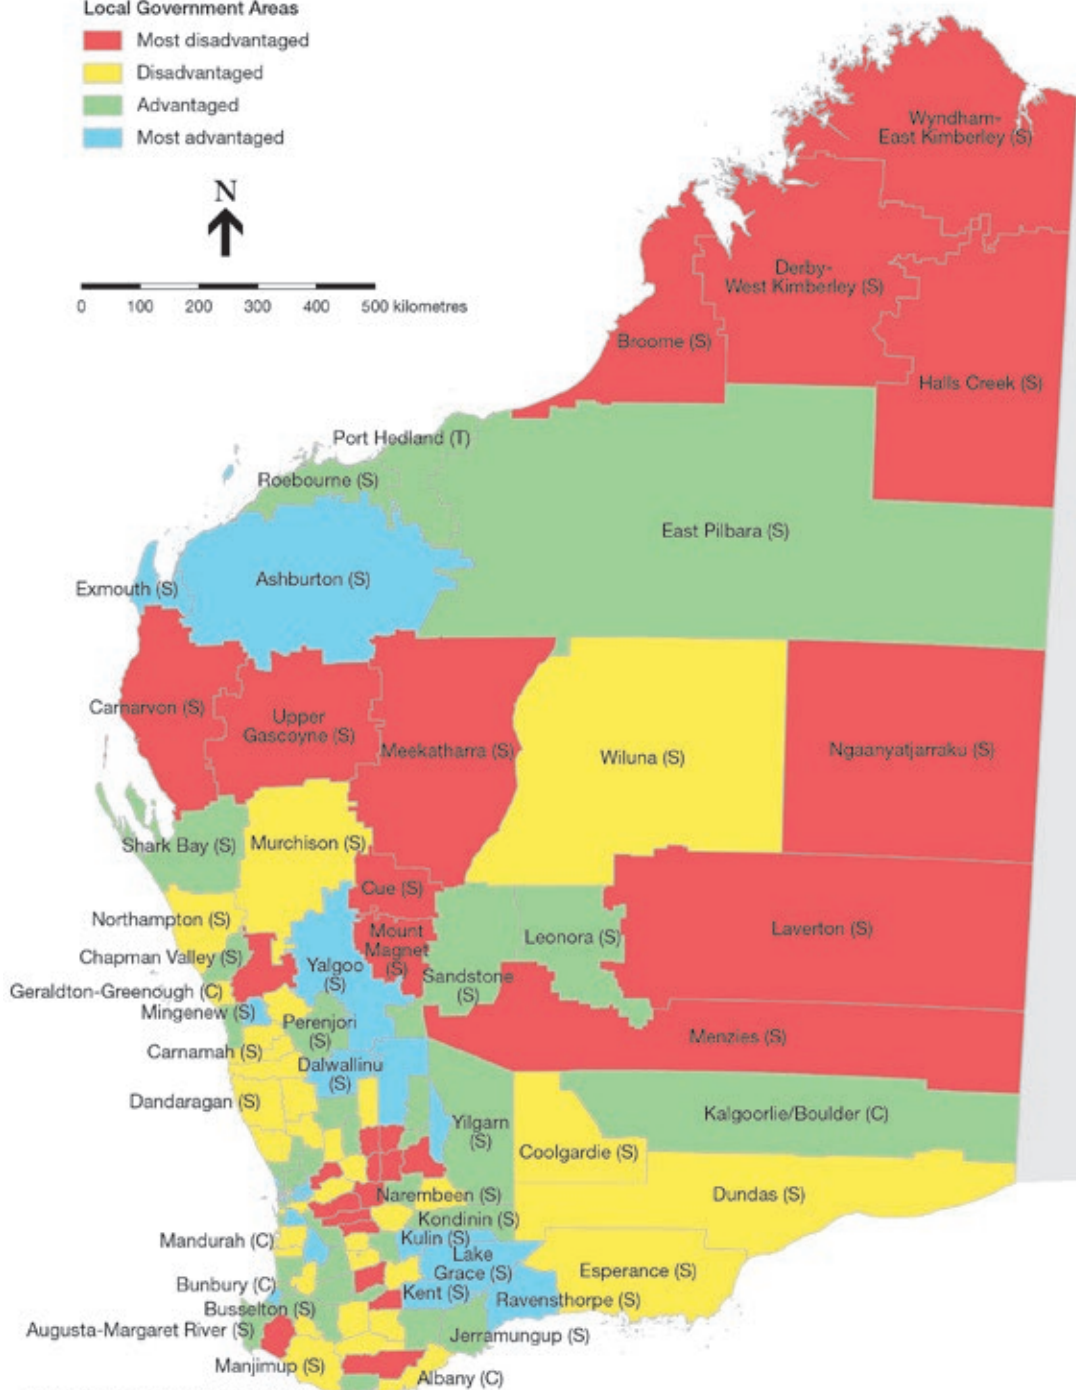 Local Government Areas
Most disadvantaged
Disadvantaged
Advantaged
Most advantaged
N
0 100 200 300 400 500 kilometres
Wyndham-
East Kimberley (S)
Derby-
West Kimberley (S)
Broome (S)
Halls Creek (S)
Port Hedland (T)
Roebourne (S)
East Pilbara (S)
Ashburton (S)
Exmouth (S)
Carnarvon (S)
Upper
Gascoyne (S)
Meekatharra (S)
Wiluna (S)
Ngaanyatjarraku (S)
Shark Bay (S)
Murchison (S)
Cue (S)
Northampton (S)
Mount
Magnet
(S)
Leonora (S)
Laverton (S)
Chapman Valley (S)
Yalgoo
(S)
Sandstone
(S)
Geraldton-Greenough (C)
Mingenew (S)
Perenjori
(S)
Menzies (S)
Carnamah (S)
Dalwallinu
(S)
Dandaragan (S)
Yilgarn
(S)
Kalgoorlie/Boulder (C)
Coolgardie (S)
Narembeen (S)
Dundas (S)
Kondinin (S)
Mandurah (C)
Kulin (S)
Lake
Grace (S)
Esperance (S)
Bunbury (C)
Kent (S)
Ravensthorpe (S)
Busselton (S)
Augusta-Margaret River (S)
Jerramungup (S)
Manjimup (S)
Albany (C)